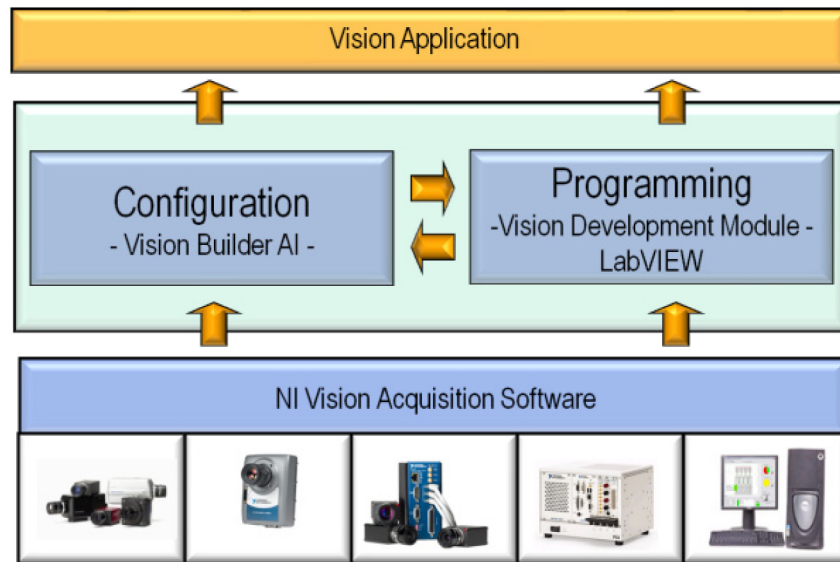 Vision Application
Configuration
- Vision Builder AI -
Programming
-Vision Development Module -
LabVIEW
NI Vision Acquisition Software